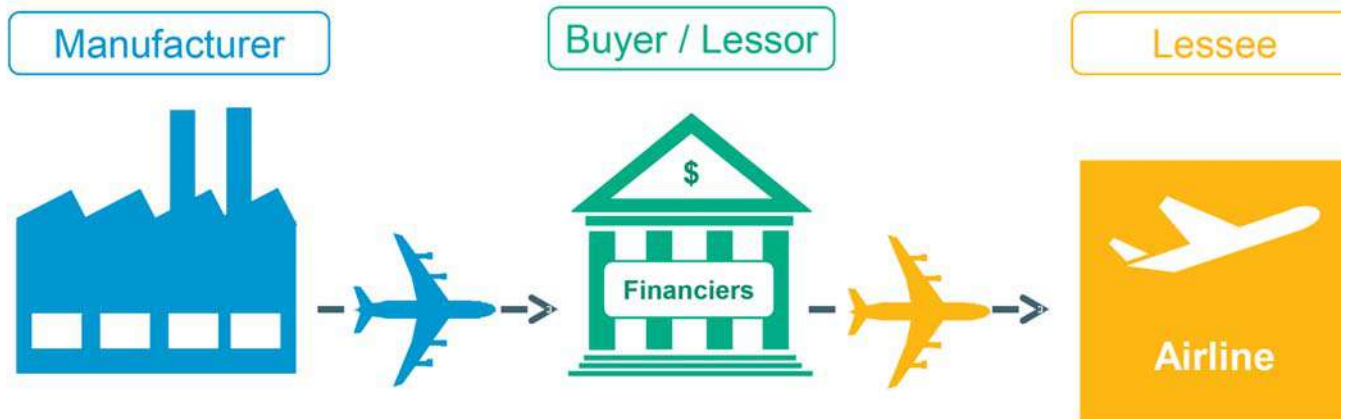 Manufacturer
Buyer / Lessor
Lessee
$
Financiers
Airline